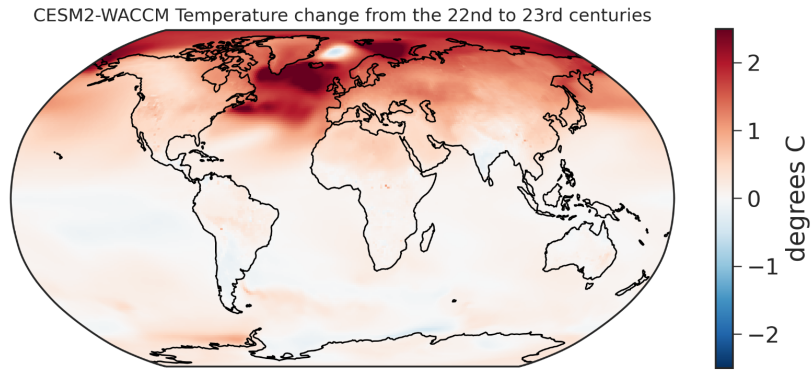 CESM2-WACCM Temperature change from the 22nd to 23rd centuries
2
1
0
−1
−2
degrees C